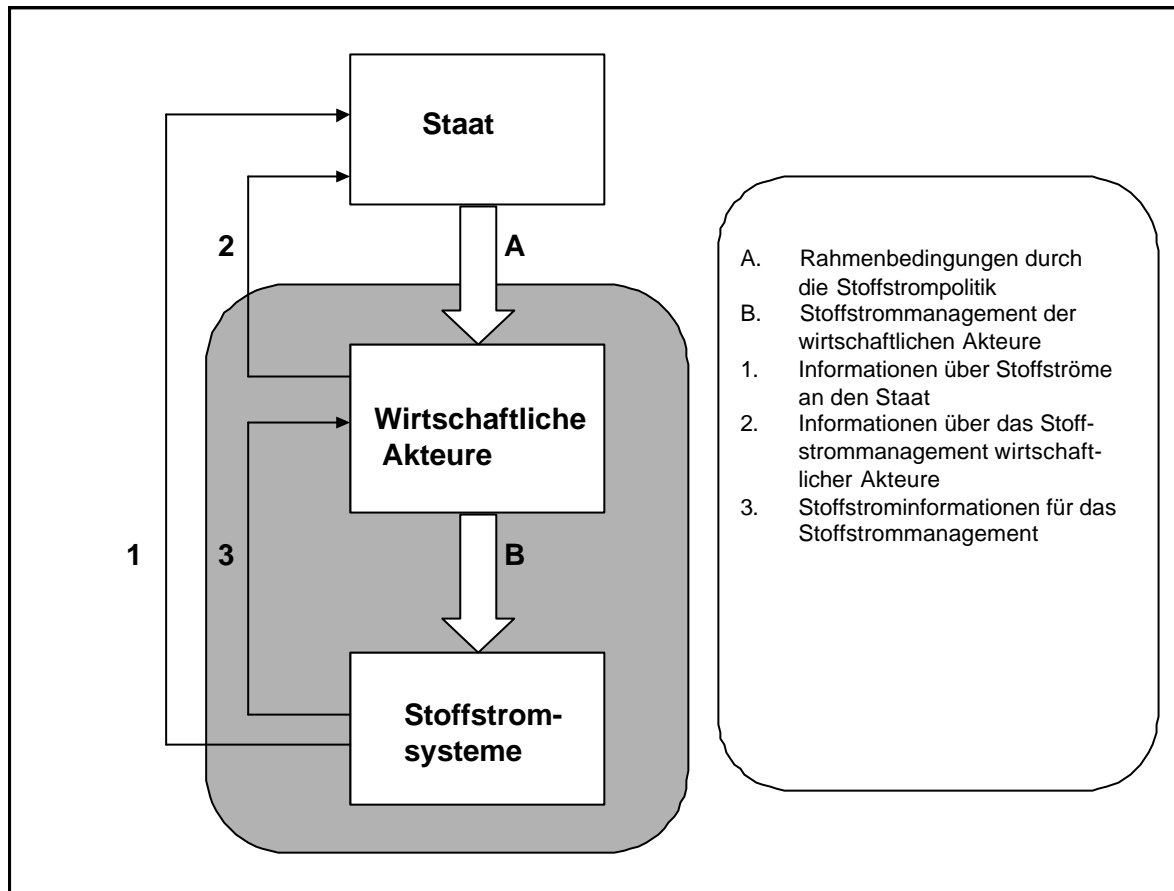 Staat
2
A
Wirtschaftliche
Akteure
1
3
B
Stoffstrom-
systeme
A. Rahmenbedingungen durch
die Stoffstrompolitik
B. Stoffstrommanagement der
wirtschaftlichen Akteure
1. Informationen über Stoffströme
an den Staat
2. Informationen über das Stoff-
strommanagement wirtschaft-
licher Akteure
3. Stoffstrominformationen für das
Stoffstrommanagement